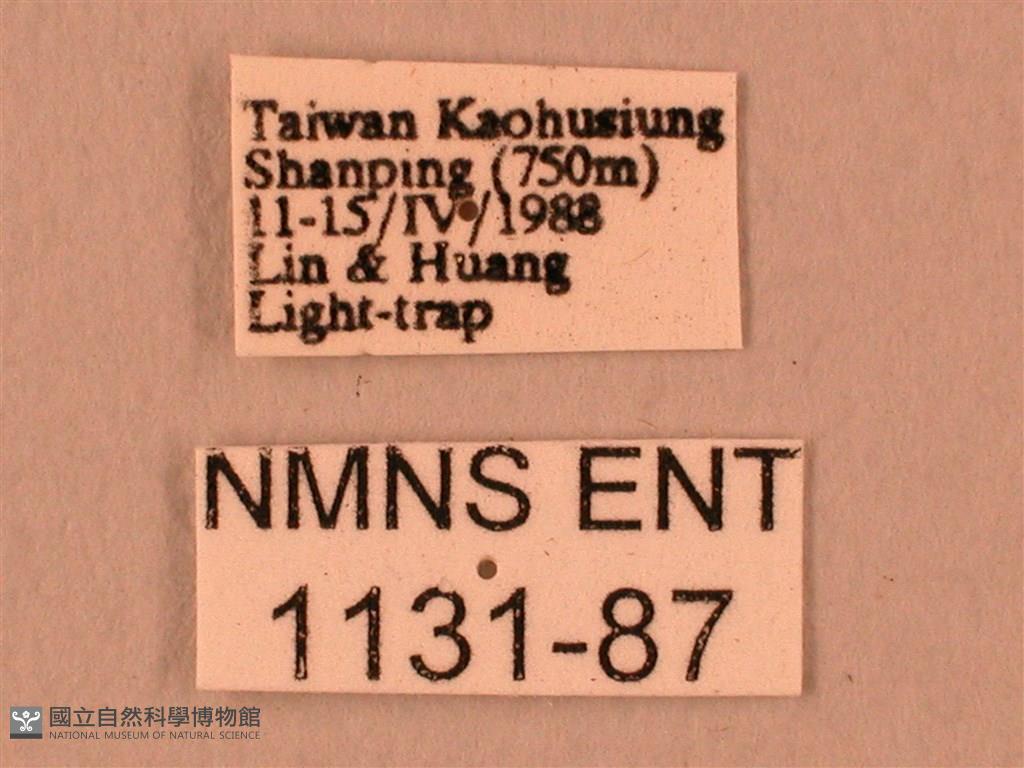 Taiwan Kaohusiung
Shanping (750m)
11-15/IV/1988
Lin & Huang
Light-trap
NMNS ENT
1131-87
國立自然科學博物館
NATIONAL MUSEUM OF NATURAL SCIENCE